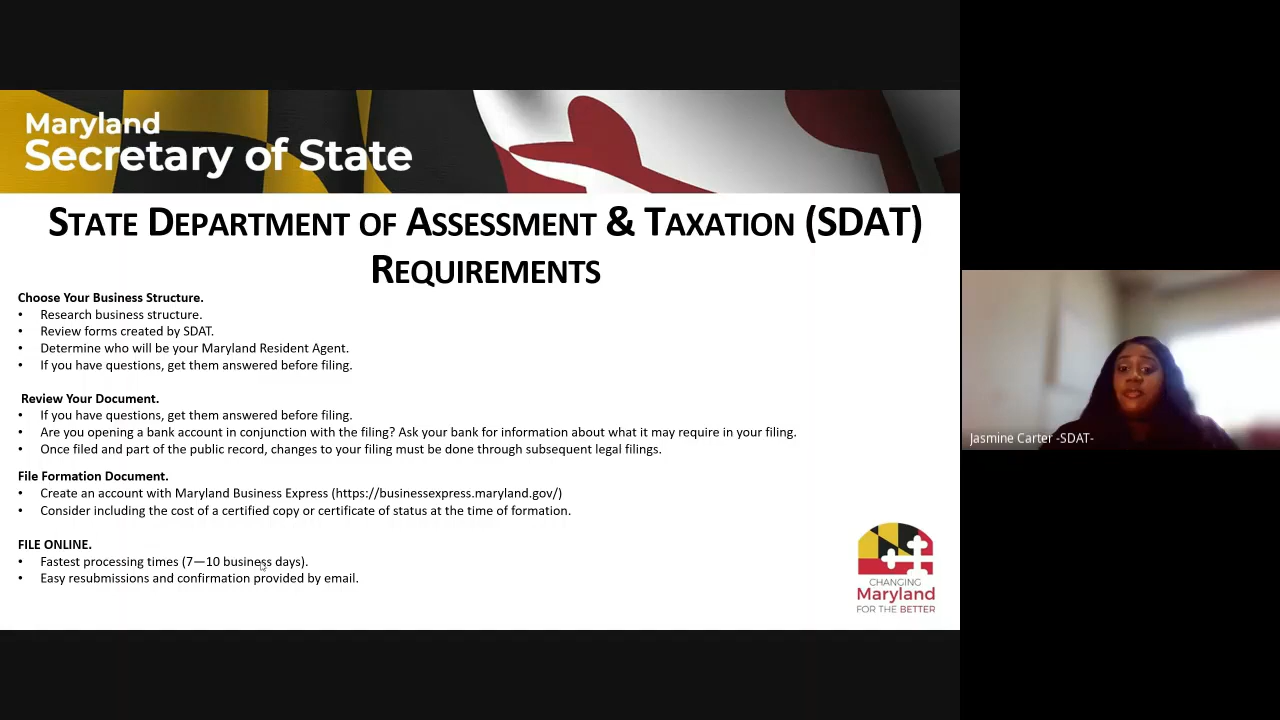 Maryland
Secretary of State
STATE DEPARTMENT OF ASSESSMENT & TAXATION (SDAT)
REQUIREMENTS
Choose Your Business Structure.
• Research business structure.
• Review forms created by SDAT.
• Determine who will be your Maryland Resident Agent.
• If you have questions, get them answered before filing.
Review Your Document.
• If you have questions, get them answered before filing.
• Are you opening a bank account in conjunction with the filing? Ask your bank for information about what it may require in your filing.
• Once filed and part of the public record, changes to your filing must be done through subsequent legal filings.
File Formation Document.
• Create an account with Maryland Business Express (https://businessexpress.maryland.gov/)
• Consider including the cost of a certified copy or certificate of status at the time of formation.
FILE ONLINE.
• Fastest processing times (7—10 business days).
• Easy resubmissions and confirmation provided by email.
CHANGING
Maryland
FOR THE BETTER
Jasmine Carter -SDAT-